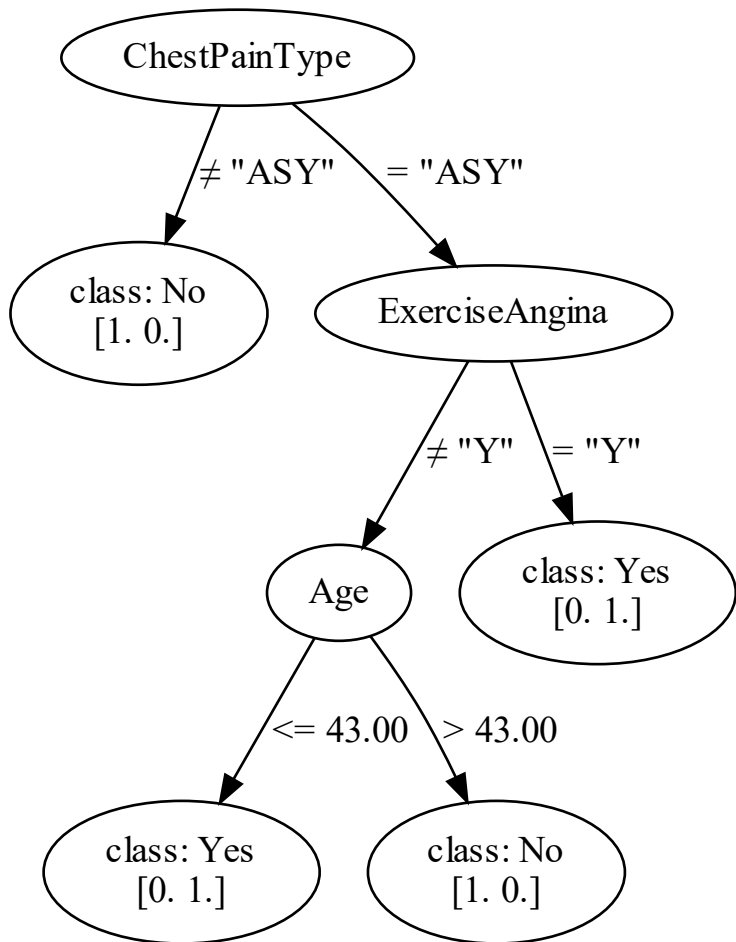 ChestPainType
≠ "ASY"
= "ASY"
class: No
[1. 0.]
ExerciseAngina
≠ "Y"
= "Y"
Age
class: Yes
[0. 1.]
<= 43.00
> 43.00
class: Yes
[0. 1.]
class: No
[1. 0.]